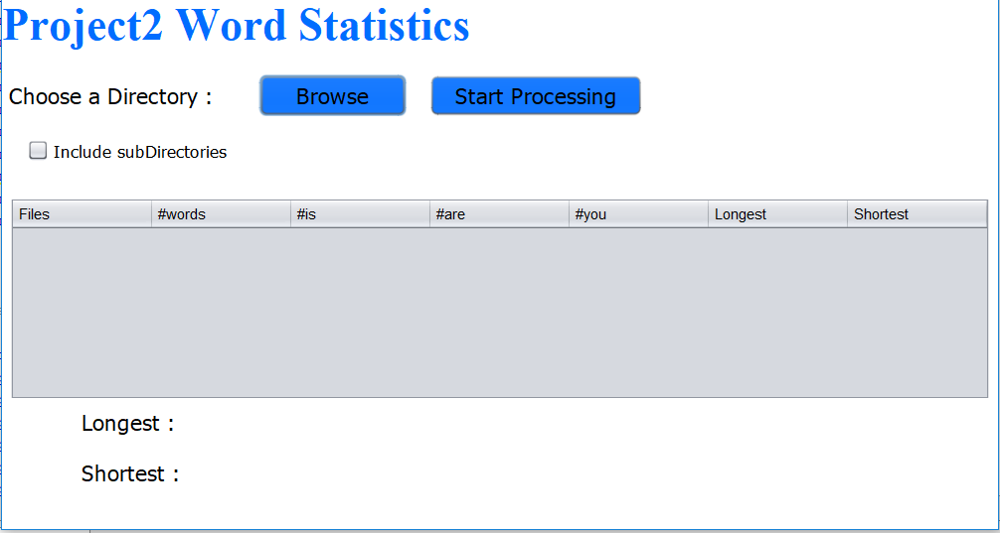 Project2 Word Statistics
Choose a Directory : Browse Start Processing
Include subDirectories
Files #words #is #are #you Longest Shortest
Longest :
Shortest :